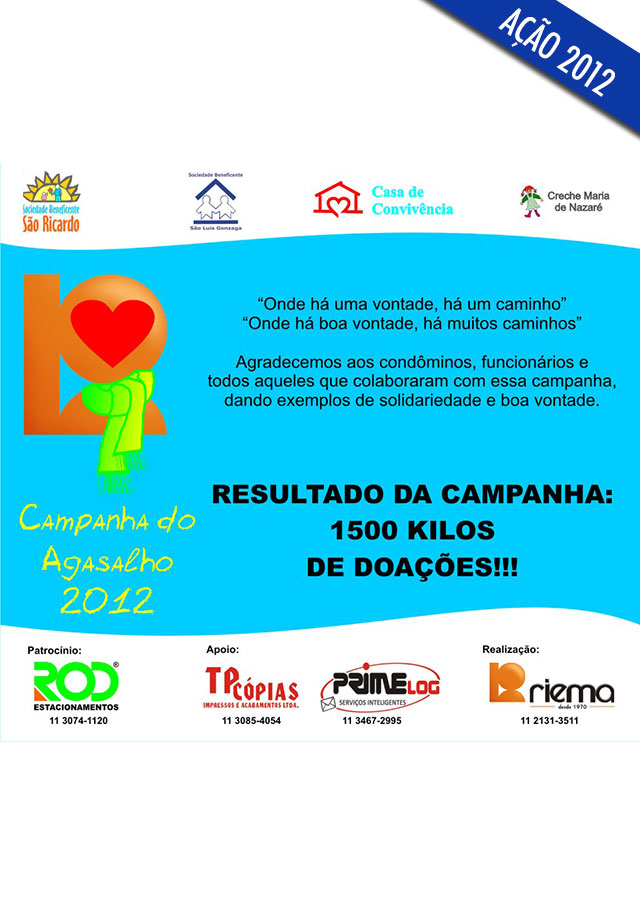 AÇÃO 2012
Sociedade Beneficente
São Ricardo
Sociedade Beneficente
São Luis Gonzaga
Casa de
Convivência
Creche Maria
de Nazaré
“Onde há uma vontade, há um caminho”
“Onde há boa vontade, há muitos caminhos”
Agradecemos aos condôminos, funcionários e
todos aqueles que colaboraram com essa campanha,
dando exemplos de solidariedade e boa vontade.
Campanha do
Agasalho
2012
RESULTADO DA CAMPANHA:
1500 KILOS
DE DOAÇÕES!!!
Patrocínio:
ROD®
ESTACIONAMENTOS
11 3074-1120
Apoio:
TPCÓPIAS
IMPRESSOS E ACABAMENTOS LTDA.
11 3085-4054
PRIMELOG
SERVIÇOS INTELIGENTES
11 3467-2995
Realização:
riema
desde 1970
11 2131-3511